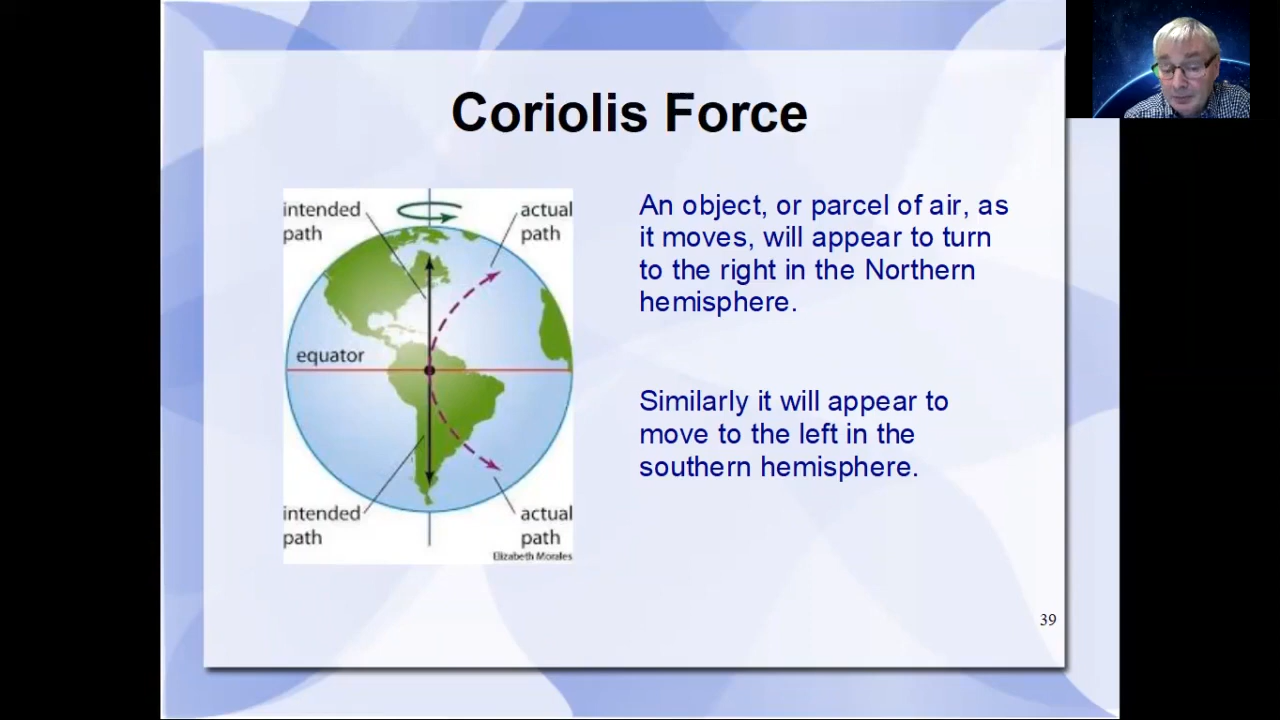 Coriolis Force
intended
path
actual
path
equator
intended
path
actual
path
Elizabeth Morales
An object, or parcel of air, as
it moves, will appear to turn
to the right in the Northern
hemisphere.
Similarly it will appear to
move to the left in the
southern hemisphere.
39